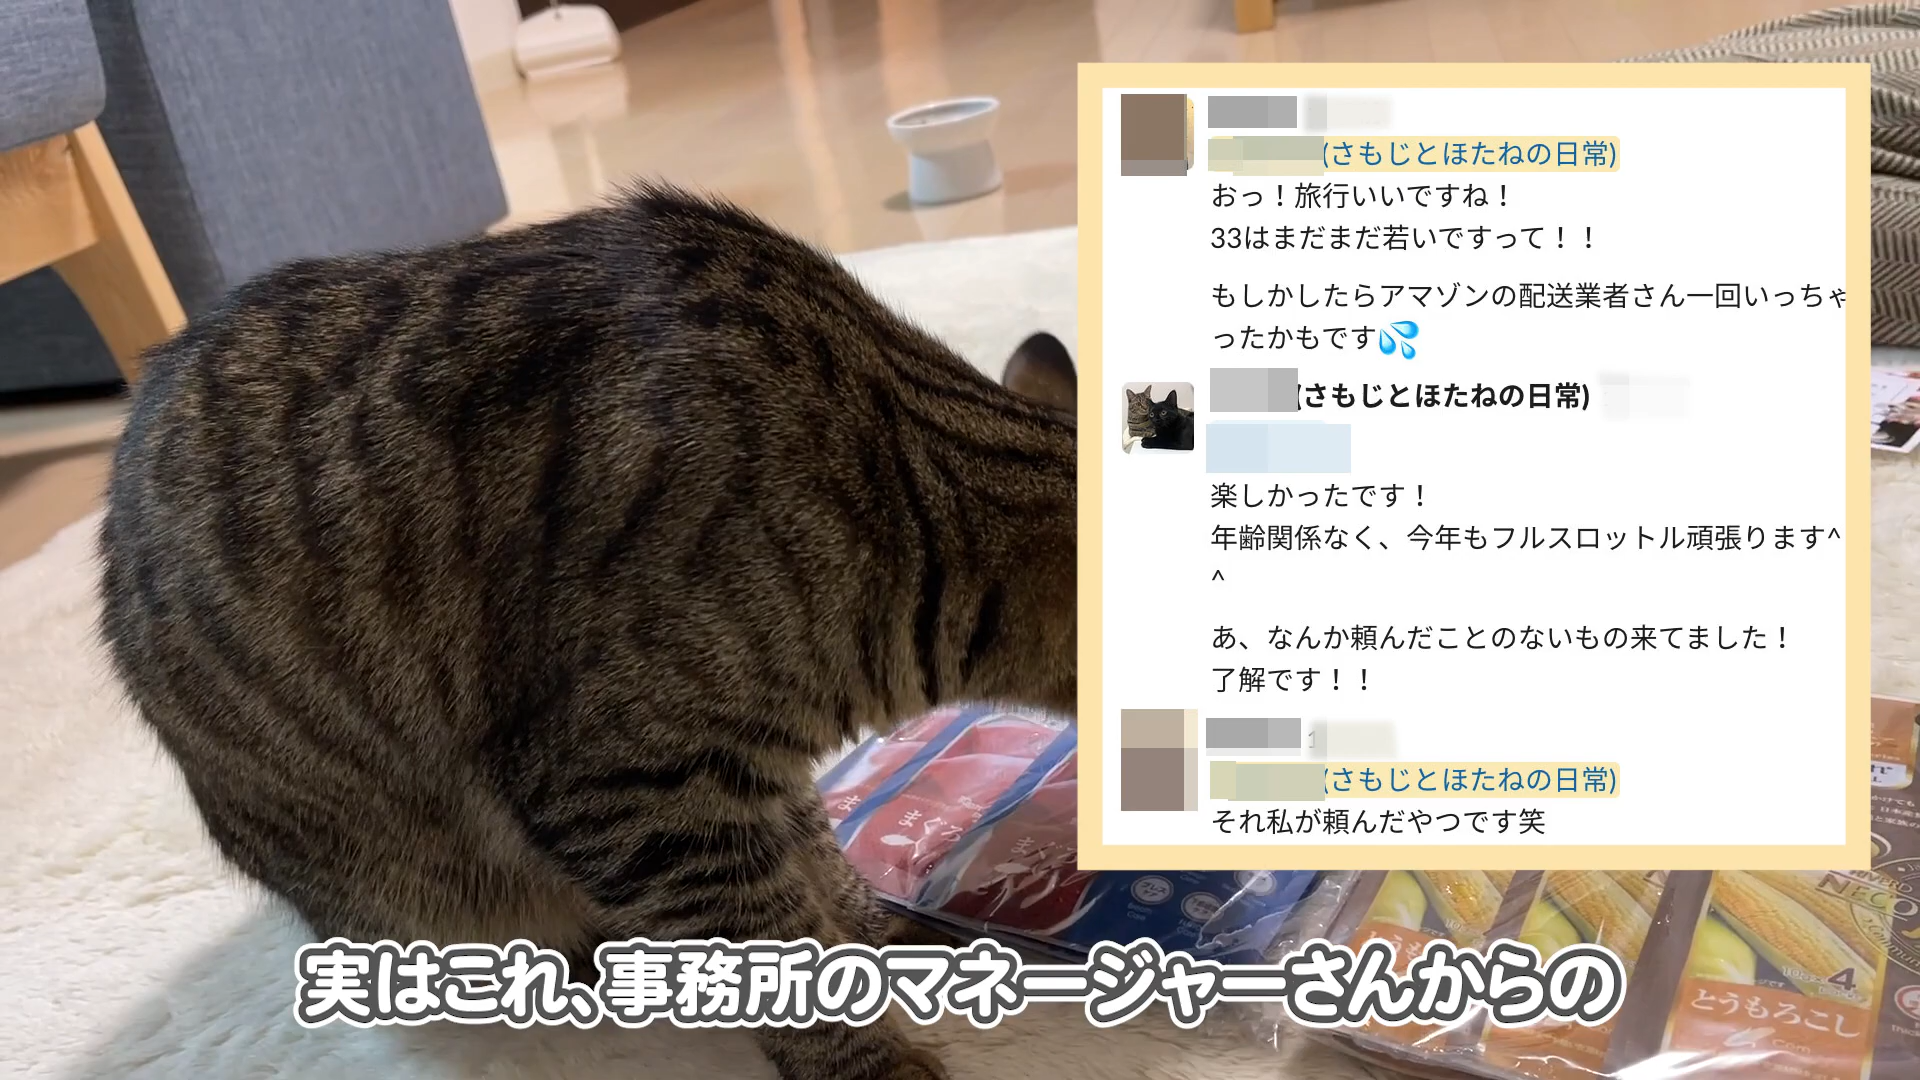 (さもじとほたねの日常)
おっ！旅行いいですね！
33はまだまだ若いですって！！
もしかしたらアマゾンの配送業者さん一回いっちゃ
ったかもです💦
(さもじとほたねの日常)
楽しかったです！
年齢関係なく、今年もフルスロットル頑張ります^
^
あ、なんか頼んだことのないもの来てました！
了解です！！
(さもじとほたねの日常)
それ私が頼んだやつです笑
まぐろ
まぐろ
とうもろこし
Corn
4
実はこれ、事務所のマネージャーさんからの